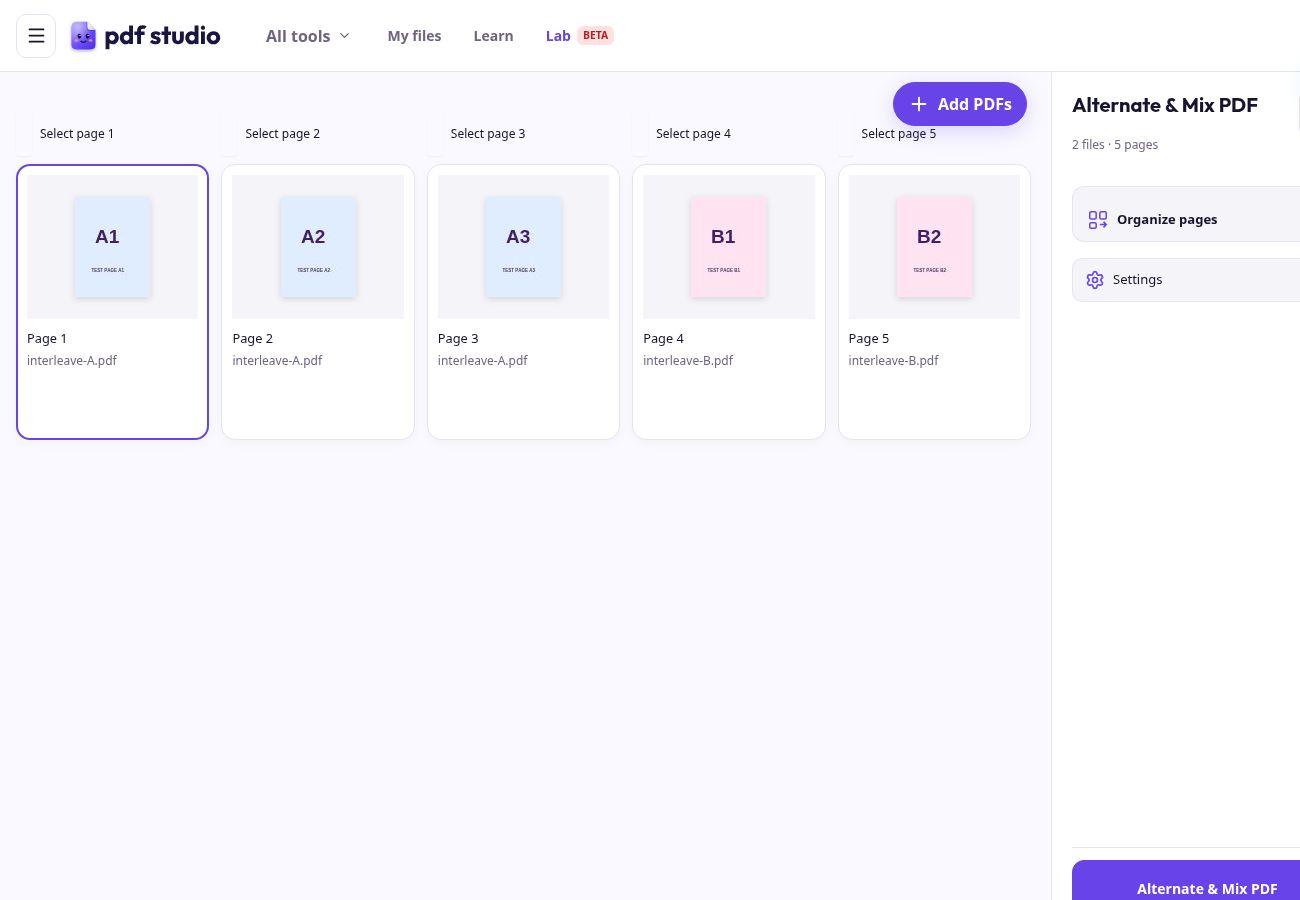 pdf studio
All tools
My files
Learn
Lab
BETA
Add PDFs
Select page 1
Select page 2
Select page 3
Select page 4
Select page 5
A1
TEST PAGE A1
Page 1
interleave-A.pdf
A2
TEST PAGE A2
Page 2
interleave-A.pdf
A3
TEST PAGE A3
Page 3
interleave-A.pdf
B1
TEST PAGE B1
Page 4
interleave-B.pdf
B2
TEST PAGE B2
Page 5
interleave-B.pdf
Alternate & Mix PDF
2 files · 5 pages
Organize pages
Settings
Alternate & Mix PDF